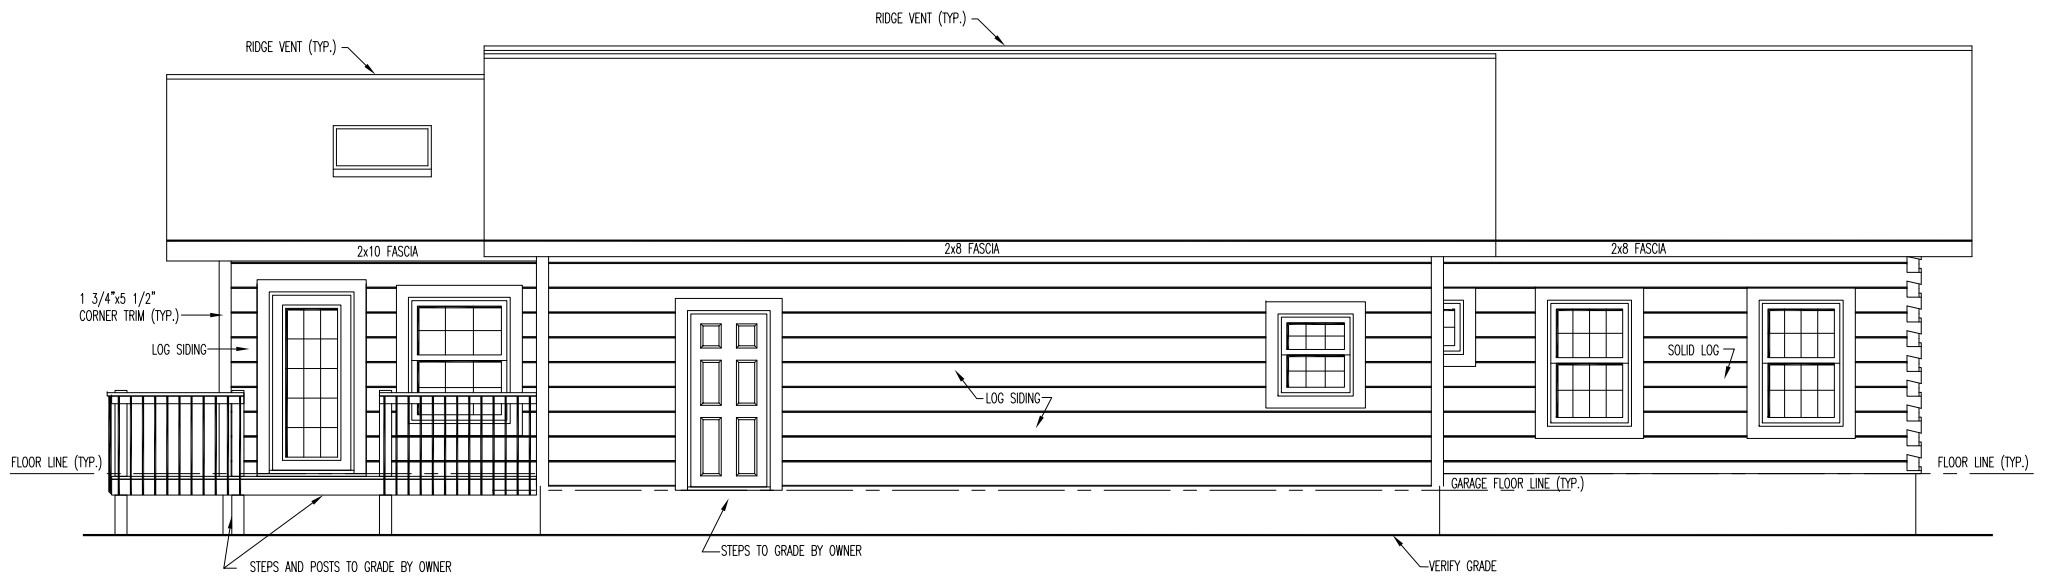 RIDGE VENT (TYP.)
RIDGE VENT (TYP.)
2x10 FASCIA
2x8 FASCIA
2x8 FASCIA
1 3/4"x5 1/2"
CORNER TRIM (TYP.)
LOG SIDING
SOLID LOG
LOG SIDING
FLOOR LINE (TYP.)
FLOOR LINE (TYP.)
GARAGE FLOOR LINE (TYP.)
STEPS TO GRADE BY OWNER
STEPS AND POSTS TO GRADE BY OWNER
VERIFY GRADE